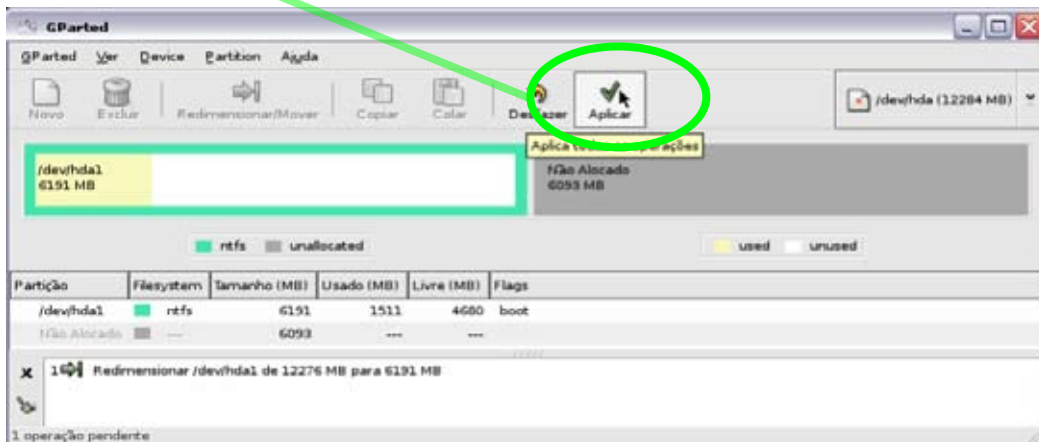 GParted
GParted Ver Device Partition Ajuda
Novo Excluir Redimensionar/Mover Copiar Colar Desfazer Aplicar /dev/hda (12284 MB)
Aplica operações
/dev/hda1 Não Alocado
6191 MB 6093 MB
ntfs unallocated used unused
Partição Filesystem Tamanho (MB) Usado (MB) Livre (MB) Flags
/dev/hda1 ntfs 6191 1511 4680 boot
Não Alocado --- 6093 --- ---
1 Redimensionar /dev/hda1 de 12276 MB para 6191 MB
1 operação pendente